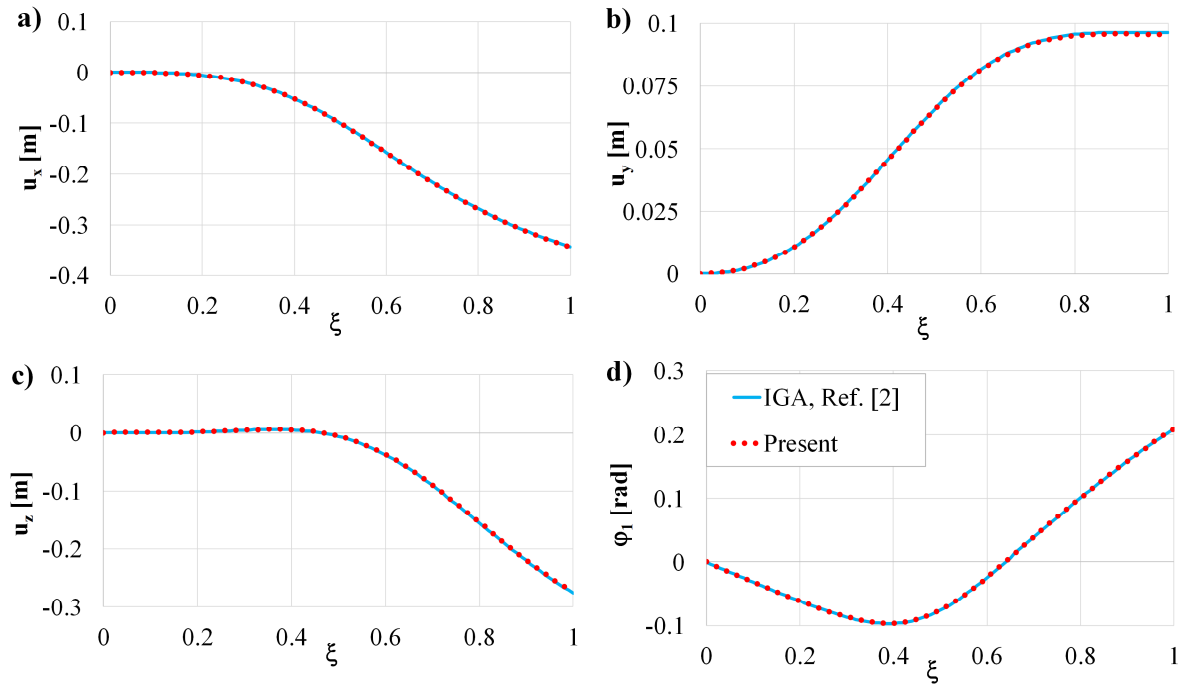 a)
0.1
0
-0.1
-0.2
-0.3
-0.4
u_x [m]
0 0.2 0.4 0.6 0.8 1
ξ
b)
0.1
0.075
0.05
0.025
0
u_y [m]
0 0.2 0.4 0.6 0.8 1
ξ
c)
0.1
0
-0.1
-0.2
-0.3
u_z [m]
0 0.2 0.4 0.6 0.8 1
ξ
d)
0.3
0.2
0.1
0
-0.1
φ_1 [rad]
IGA, Ref. [2]
Present
0 0.2 0.4 0.6 0.8 1
ξ